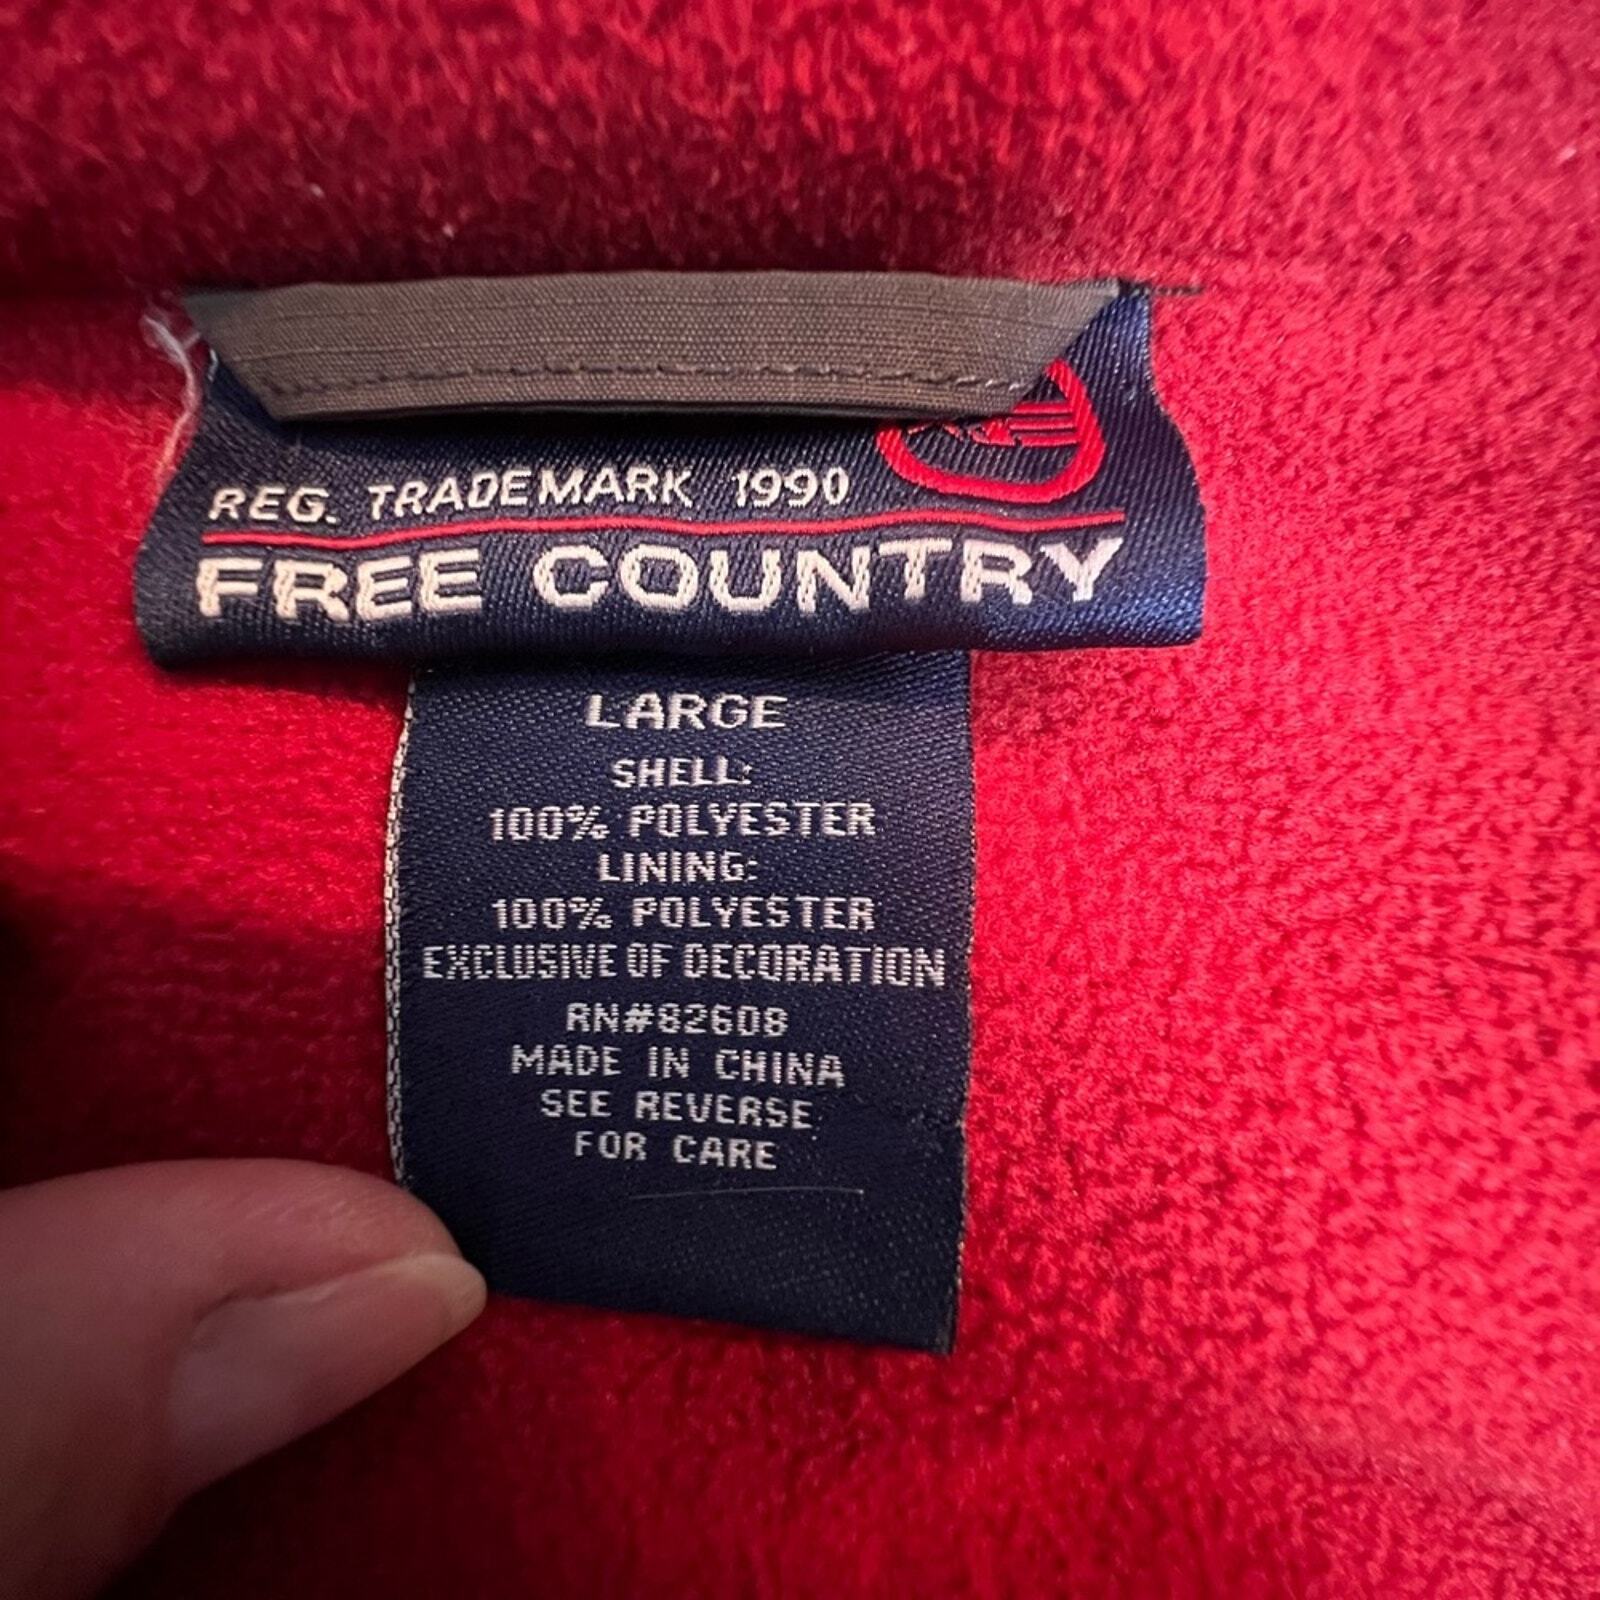 REG. TRADEMARK 1990
FREE COUNTRY
LARGE
SHELL:
100% POLYESTER
LINING:
100% POLYESTER
EXCLUSIVE OF DECORATION
RN#82608
MADE IN CHINA
SEE REVERSE
FOR CARE